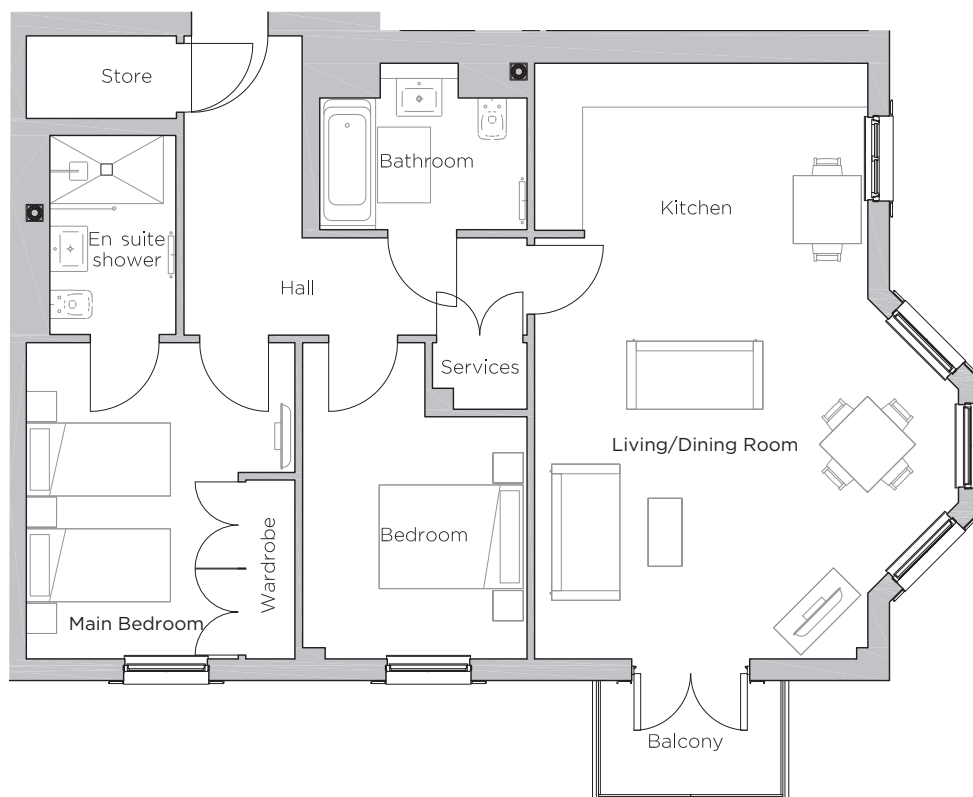 Store
Bathroom
Kitchen
En suite
shower
Hall
Services
Living/Dining Room
Bedroom
Wardrobe
Main Bedroom
Balcony